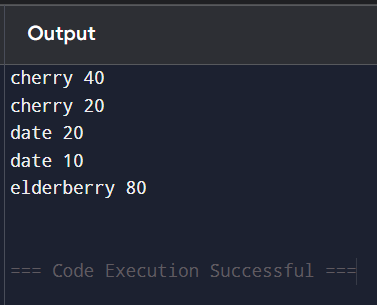 Output
cherry 40
cherry 20
date 20
date 10
elderberry 80
=== Code Execution Successful ===